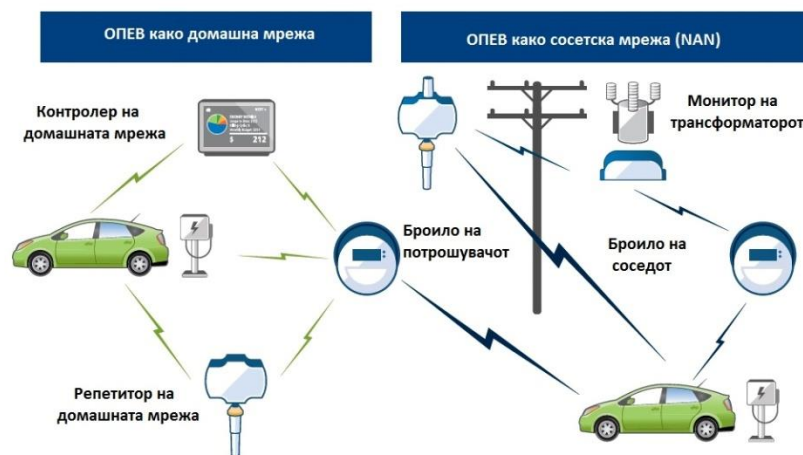 ОПЕВ како домашна мрежа
ОПЕВ како сосетска мрежа (NAN)
Контролер на
домашната мрежа
$ 212
Монитор на
трансформаторот
Броило на
потрошувачот
Броило на
соседот
Репетитор на
домашната мрежа